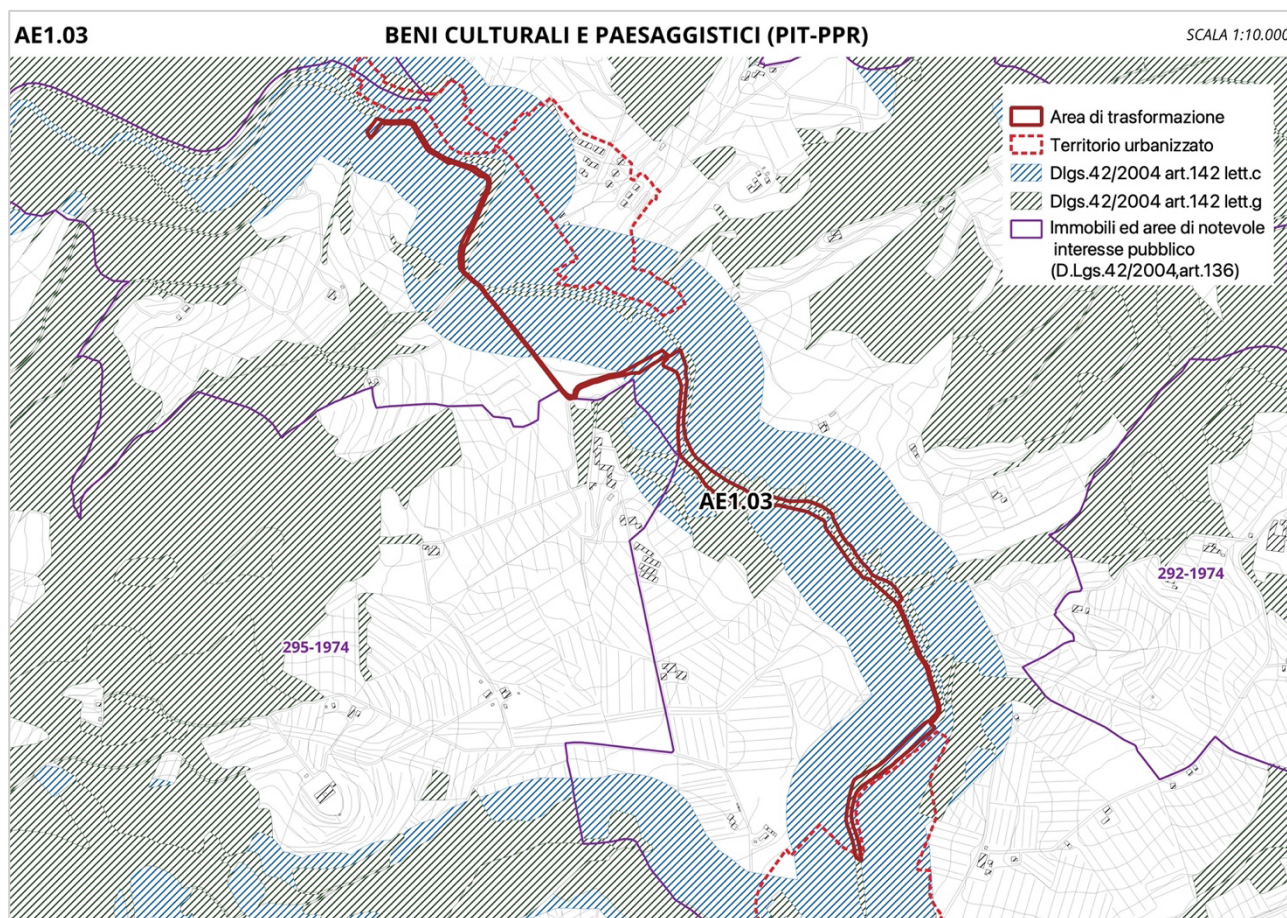 AE1.03
BENI CULTURALI E PAESAGGISTICI (PIT-PPR)
SCALA 1:10.000
Area di trasformazione
Territorio urbanizzato
Dlgs.42/2004 art.142 lett.c
Dlgs.42/2004 art.142 lett.g
Immobili ed aree di notevole
interesse pubblico
(D.Lgs.42/2004,art.136)
AE1.03
292-1974
295-1974